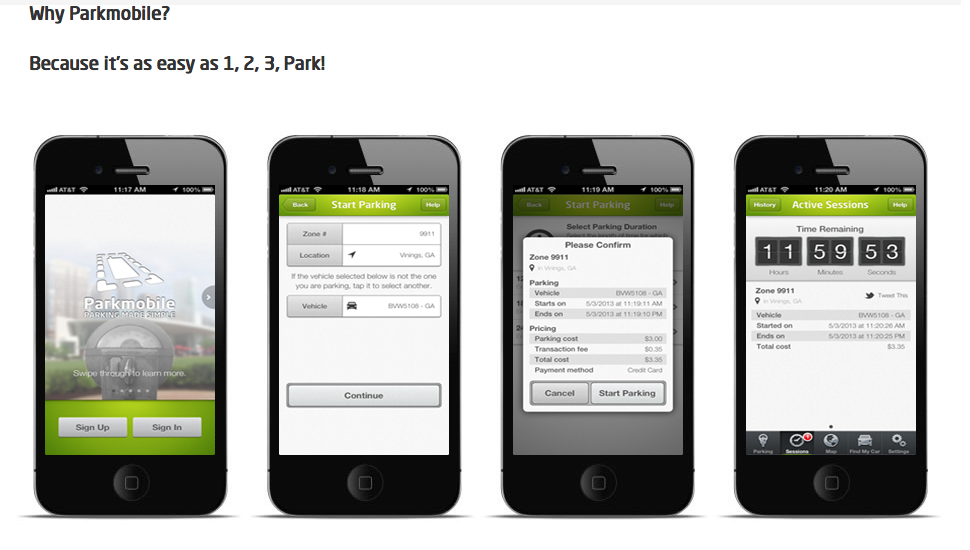 Why Parkmobile?
Because it's as easy as 1, 2, 3, Park!
AT&T 11:17 AM 100%
Parkmobile
PARKING MADE SIMPLE
Swipe through to learn more.
Sign Up Sign In
AT&T 11:18 AM 100%
Back Start Parking Help
Zone # 9911
Location Vinings, GA
If the vehicle selected below is not the one
you are parking, tap it to select another.
Vehicle BVW5108 - GA
Continue
AT&T 11:19 AM 100%
Back Start Parking Help
Select Parking Duration
Please Confirm
Zone 9911
in Vinings, GA
Parking
Vehicle BVW5108 - GA
Starts on 5/3/2013 at 11:19:11 AM
Ends on 5/3/2013 at 11:19:10 PM
Pricing
Parking cost $3.00
Transaction fee $0.35
Total cost $3.35
Payment method Credit Card
Cancel Start Parking
AT&T 11:20 AM 100%
History Active Sessions Help
Time Remaining
11 59 53
Hours Minutes Seconds
Zone 9911
in Vinings, GA
Tweet This
Vehicle BVW5108 - GA
Started on 5/3/2013 at 11:20:26 AM
Ends on 5/3/2013 at 11:20:25 PM
Total cost $3.35
Parking Sessions Map Find My Car Settings